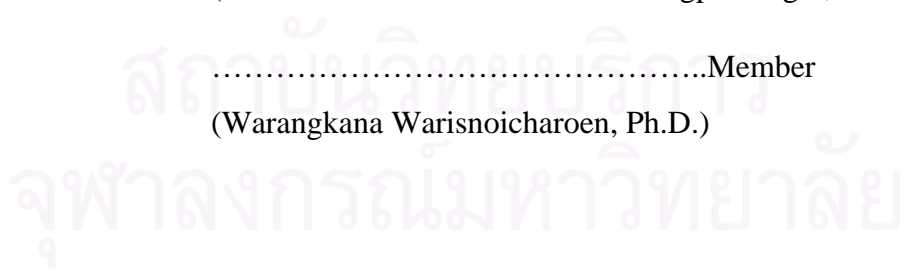 สถาบันวิทยบริการ
…………………………………………..Member
(Warangkana Warisnoicharoen, Ph.D.)
จุฬาลงกรณ์มหาวิทยาลัย